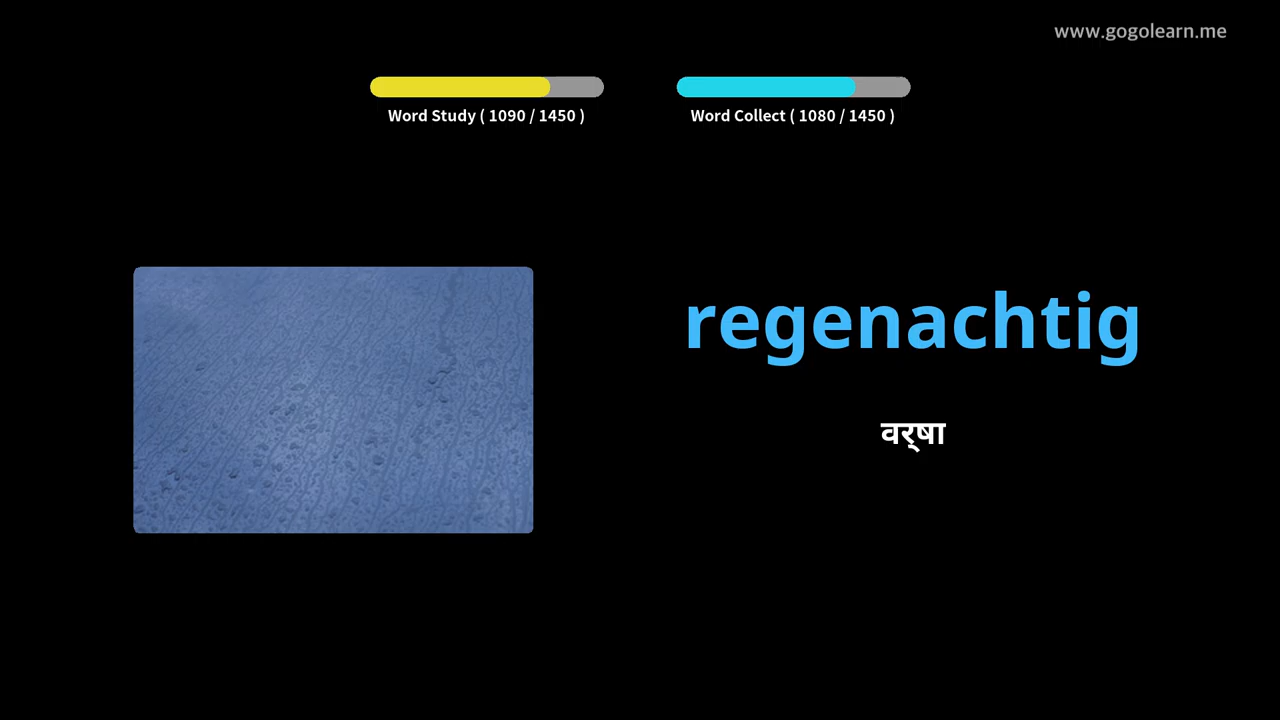 www.gogolearn.me
Word Study ( 1090 / 1450 )
Word Collect ( 1080 / 1450 )
regenachtig
वर्षा